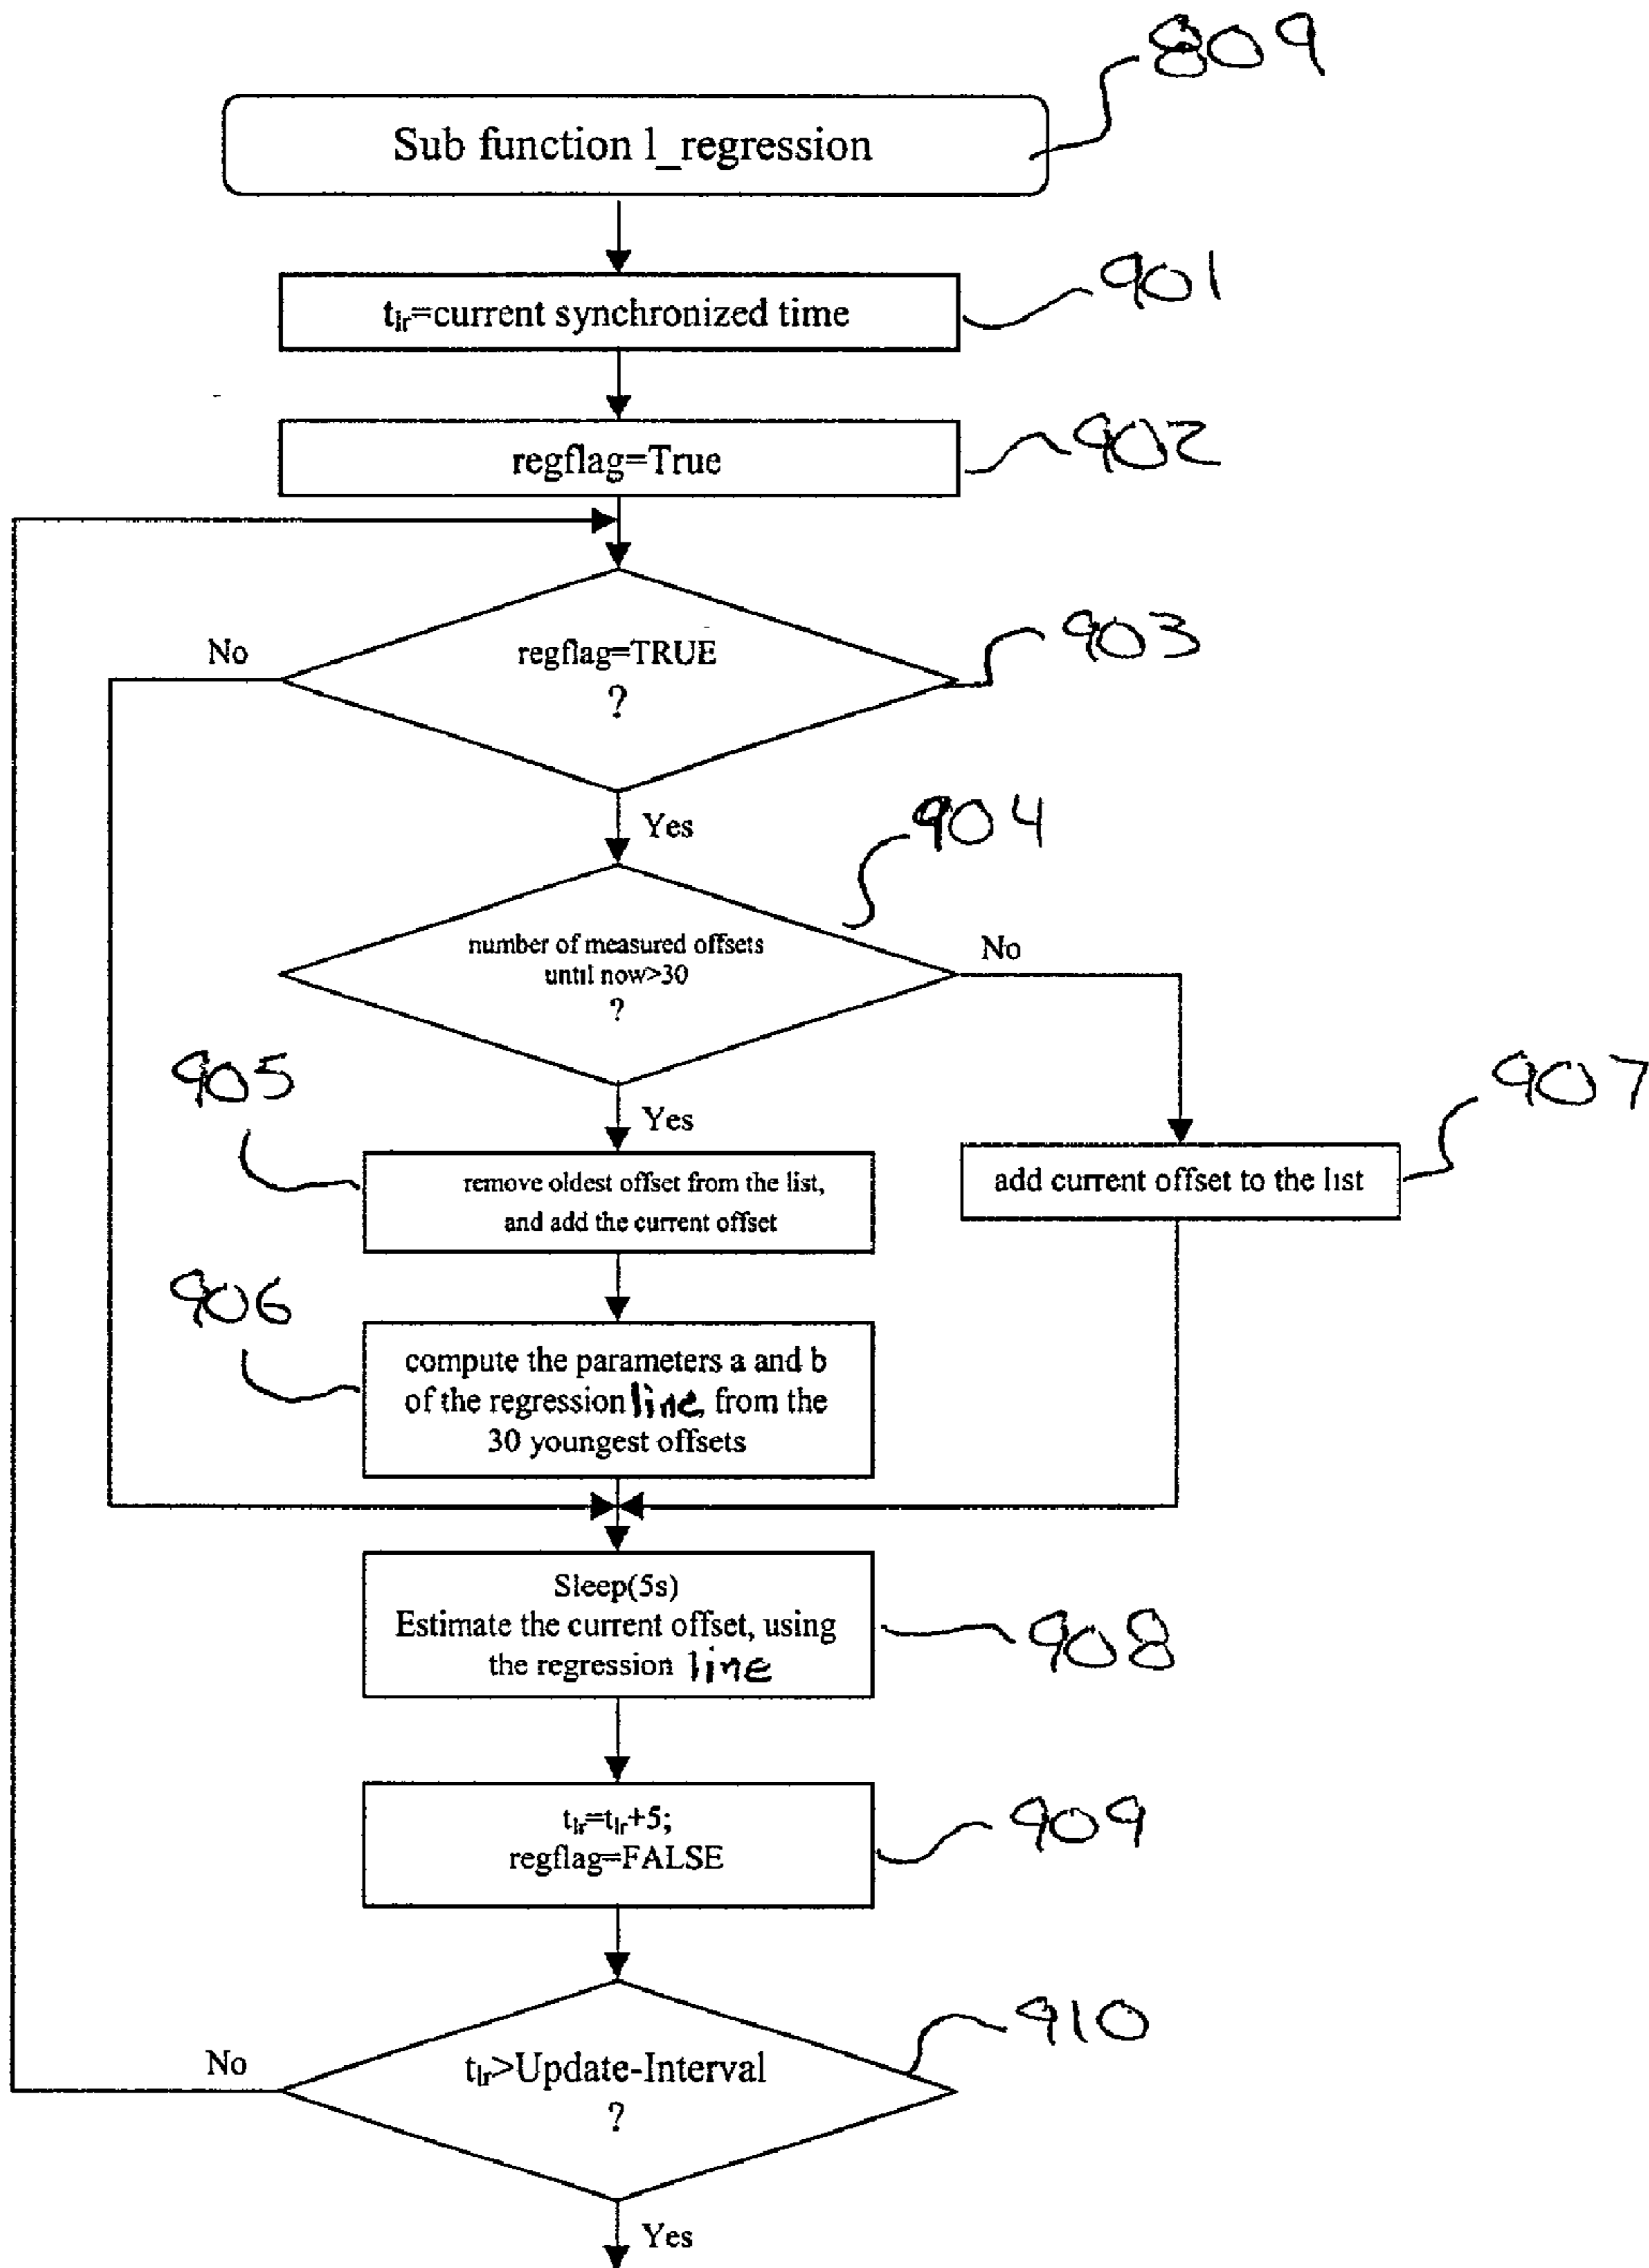 809
Sub function l_regression
901
t_lr=current synchronized time
902
regflag=True
903
No
regflag=TRUE
?
Yes
904
number of measured offsets
until now>30
?
No
905
Yes
907
remove oldest offset from the list,
and add the current offset
add current offset to the list
906
compute the parameters a and b
of the regression line, from the
30 youngest offsets
Sleep(5s)
Estimate the current offset, using
the regression line
908
t_lr=t_lr+5;
regflag=FALSE
909
910
No
t_lr>Update-Interval
?
Yes